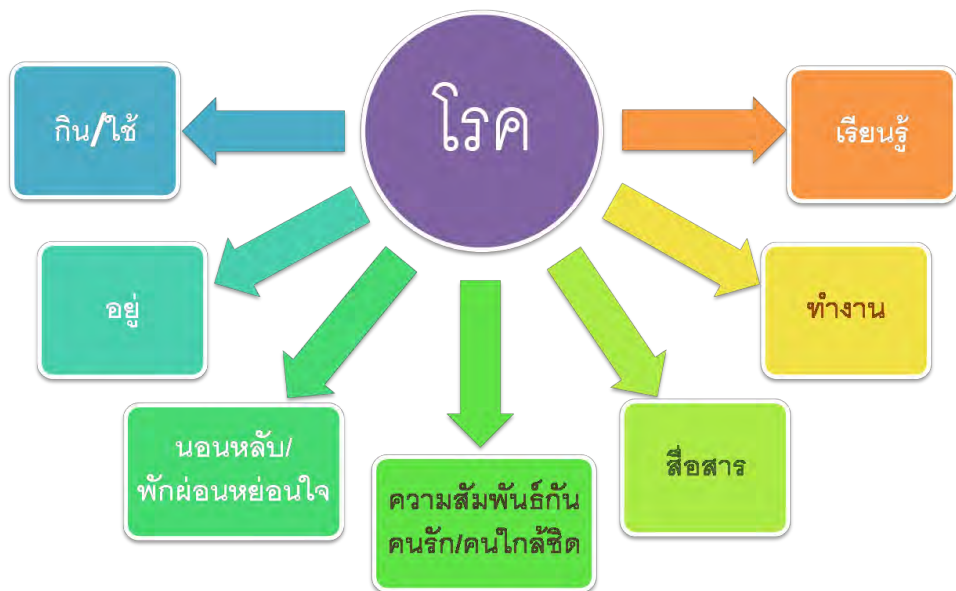 โรค
กิน/ใช้
อยู่
นอนหลับ/
พักผ่อนหย่อนใจ
ความสัมพันธ์กัน
คนรัก/คนใกล้ชิด
สื่อสาร
ทำงาน
เรียนรู้